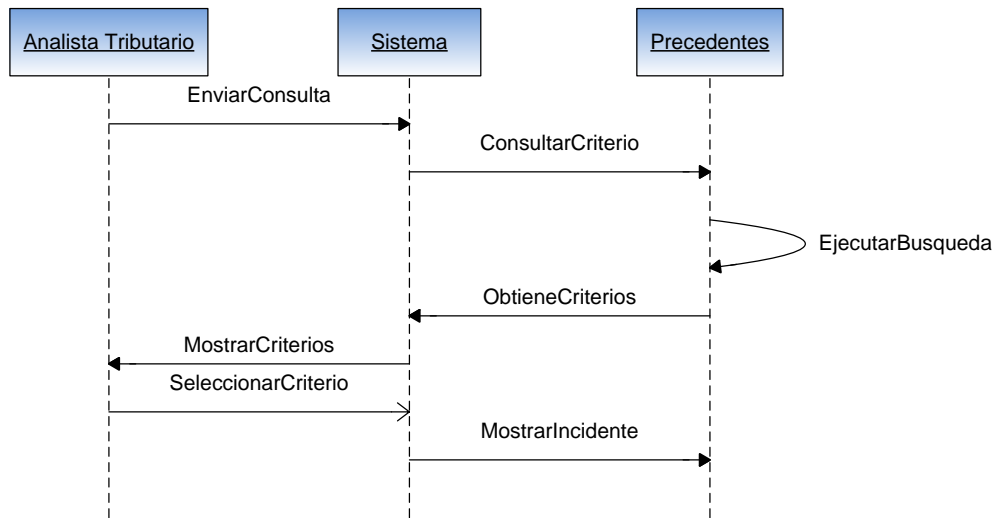 Analista Tributario
Sistema
Precedentes
EnviarConsulta
ConsultarCriterio
EjecutarBusqueda
ObtieneCriterios
MostrarCriterios
SeleccionarCriterio
MostrarIncidente